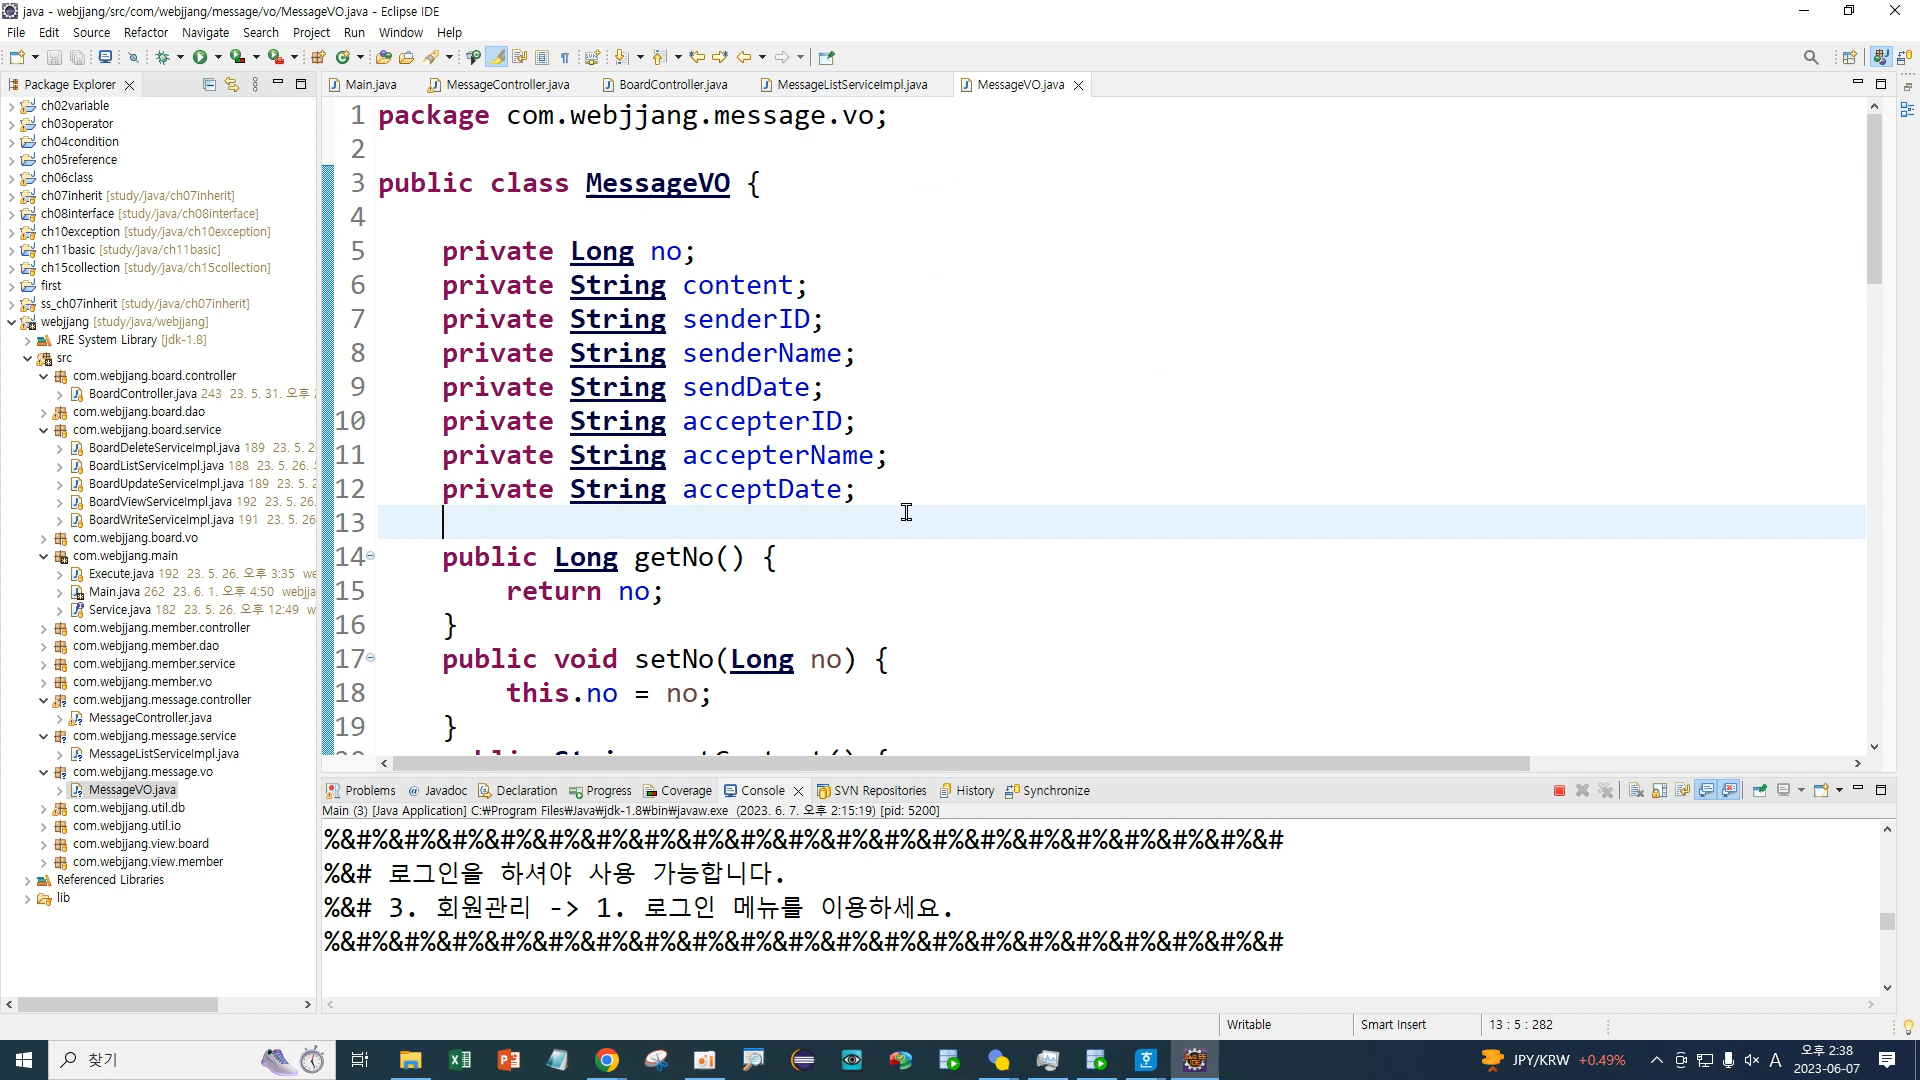 java - webjjang/src/com/webjjang/message/vo/MessageVO.java - Eclipse IDE
File Edit Source Refactor Navigate Search Project Run Window Help
Package Explorer
Main.java MessageController.java BoardController.java MessageListServiceImpl.java MessageVO.java
ch02variable
ch03operator
ch04condition
ch05reference
ch06class
ch07inherit [study/java/ch07inherit]
ch08interface [study/java/ch08interface]
ch10exception [study/java/ch10exception]
ch11basic [study/java/ch11basic]
ch15collection [study/java/ch15collection]
first
ss_ch07inherit [study/java/ch07inherit]
webjjang [study/java/webjjang]
JRE System Library [jdk-1.8]
src
com.webjjang.board.controller
BoardController.java 243 23. 5. 31. 오후
com.webjjang.board.dao
com.webjjang.board.service
BoardDeleteServiceImpl.java 189 23. 5. 2
BoardListServiceImpl.java 188 23. 5. 26.
BoardUpdateServiceImpl.java 189 23. 5.
BoardViewServiceImpl.java 192 23. 5. 26.
BoardWriteServiceImpl.java 191 23. 5. 26
com.webjjang.board.vo
com.webjjang.main
Execute.java 192 23. 5. 26. 오후 3:35 we
Main.java 262 23. 6. 1. 오후 4:50 webjja
Service.java 182 23. 5. 26. 오후 12:49 w
com.webjjang.member.controller
com.webjjang.member.dao
com.webjjang.member.service
com.webjjang.member.vo
com.webjjang.message.controller
MessageController.java
com.webjjang.message.service
MessageListServiceImpl.java
com.webjjang.message.vo
MessageVO.java
com.webjjang.util.db
com.webjjang.util.io
com.webjjang.view.board
com.webjjang.view.member
Referenced Libraries
lib
1 package com.webjjang.message.vo;
2
3 public class MessageVO {
4
5 private Long no;
6 private String content;
7 private String senderID;
8 private String senderName;
9 private String sendDate;
10 private String accepterID;
11 private String accepterName;
12 private String acceptDate;
13
14 public Long getNo() {
15 return no;
16 }
17 public void setNo(Long no) {
18 this.no = no;
19 }
Problems @ Javadoc Declaration Progress Coverage Console SVN Repositories History Synchronize
Main (3) [Java Application] C:₩Program Files₩Java₩jdk-1.8₩bin₩javaw.exe (2023. 6. 7. 오후 2:15:19) [pid: 5200]
%&#%&#%&#%&#%&#%&#%&#%&#%&#%&#%&#%&#%&#%&#%&#%&#%&#%&#%&#%&#
%&# 로그인을 하셔야 사용 가능합니다.
%&# 3. 회원관리 -> 1. 로그인 메뉴를 이용하세요.
%&#%&#%&#%&#%&#%&#%&#%&#%&#%&#%&#%&#%&#%&#%&#%&#%&#%&#%&#%&#
Writable Smart Insert 13 : 5 : 282
찾기 JPY/KRW +0.49% A 오후 2:38
2023-06-07